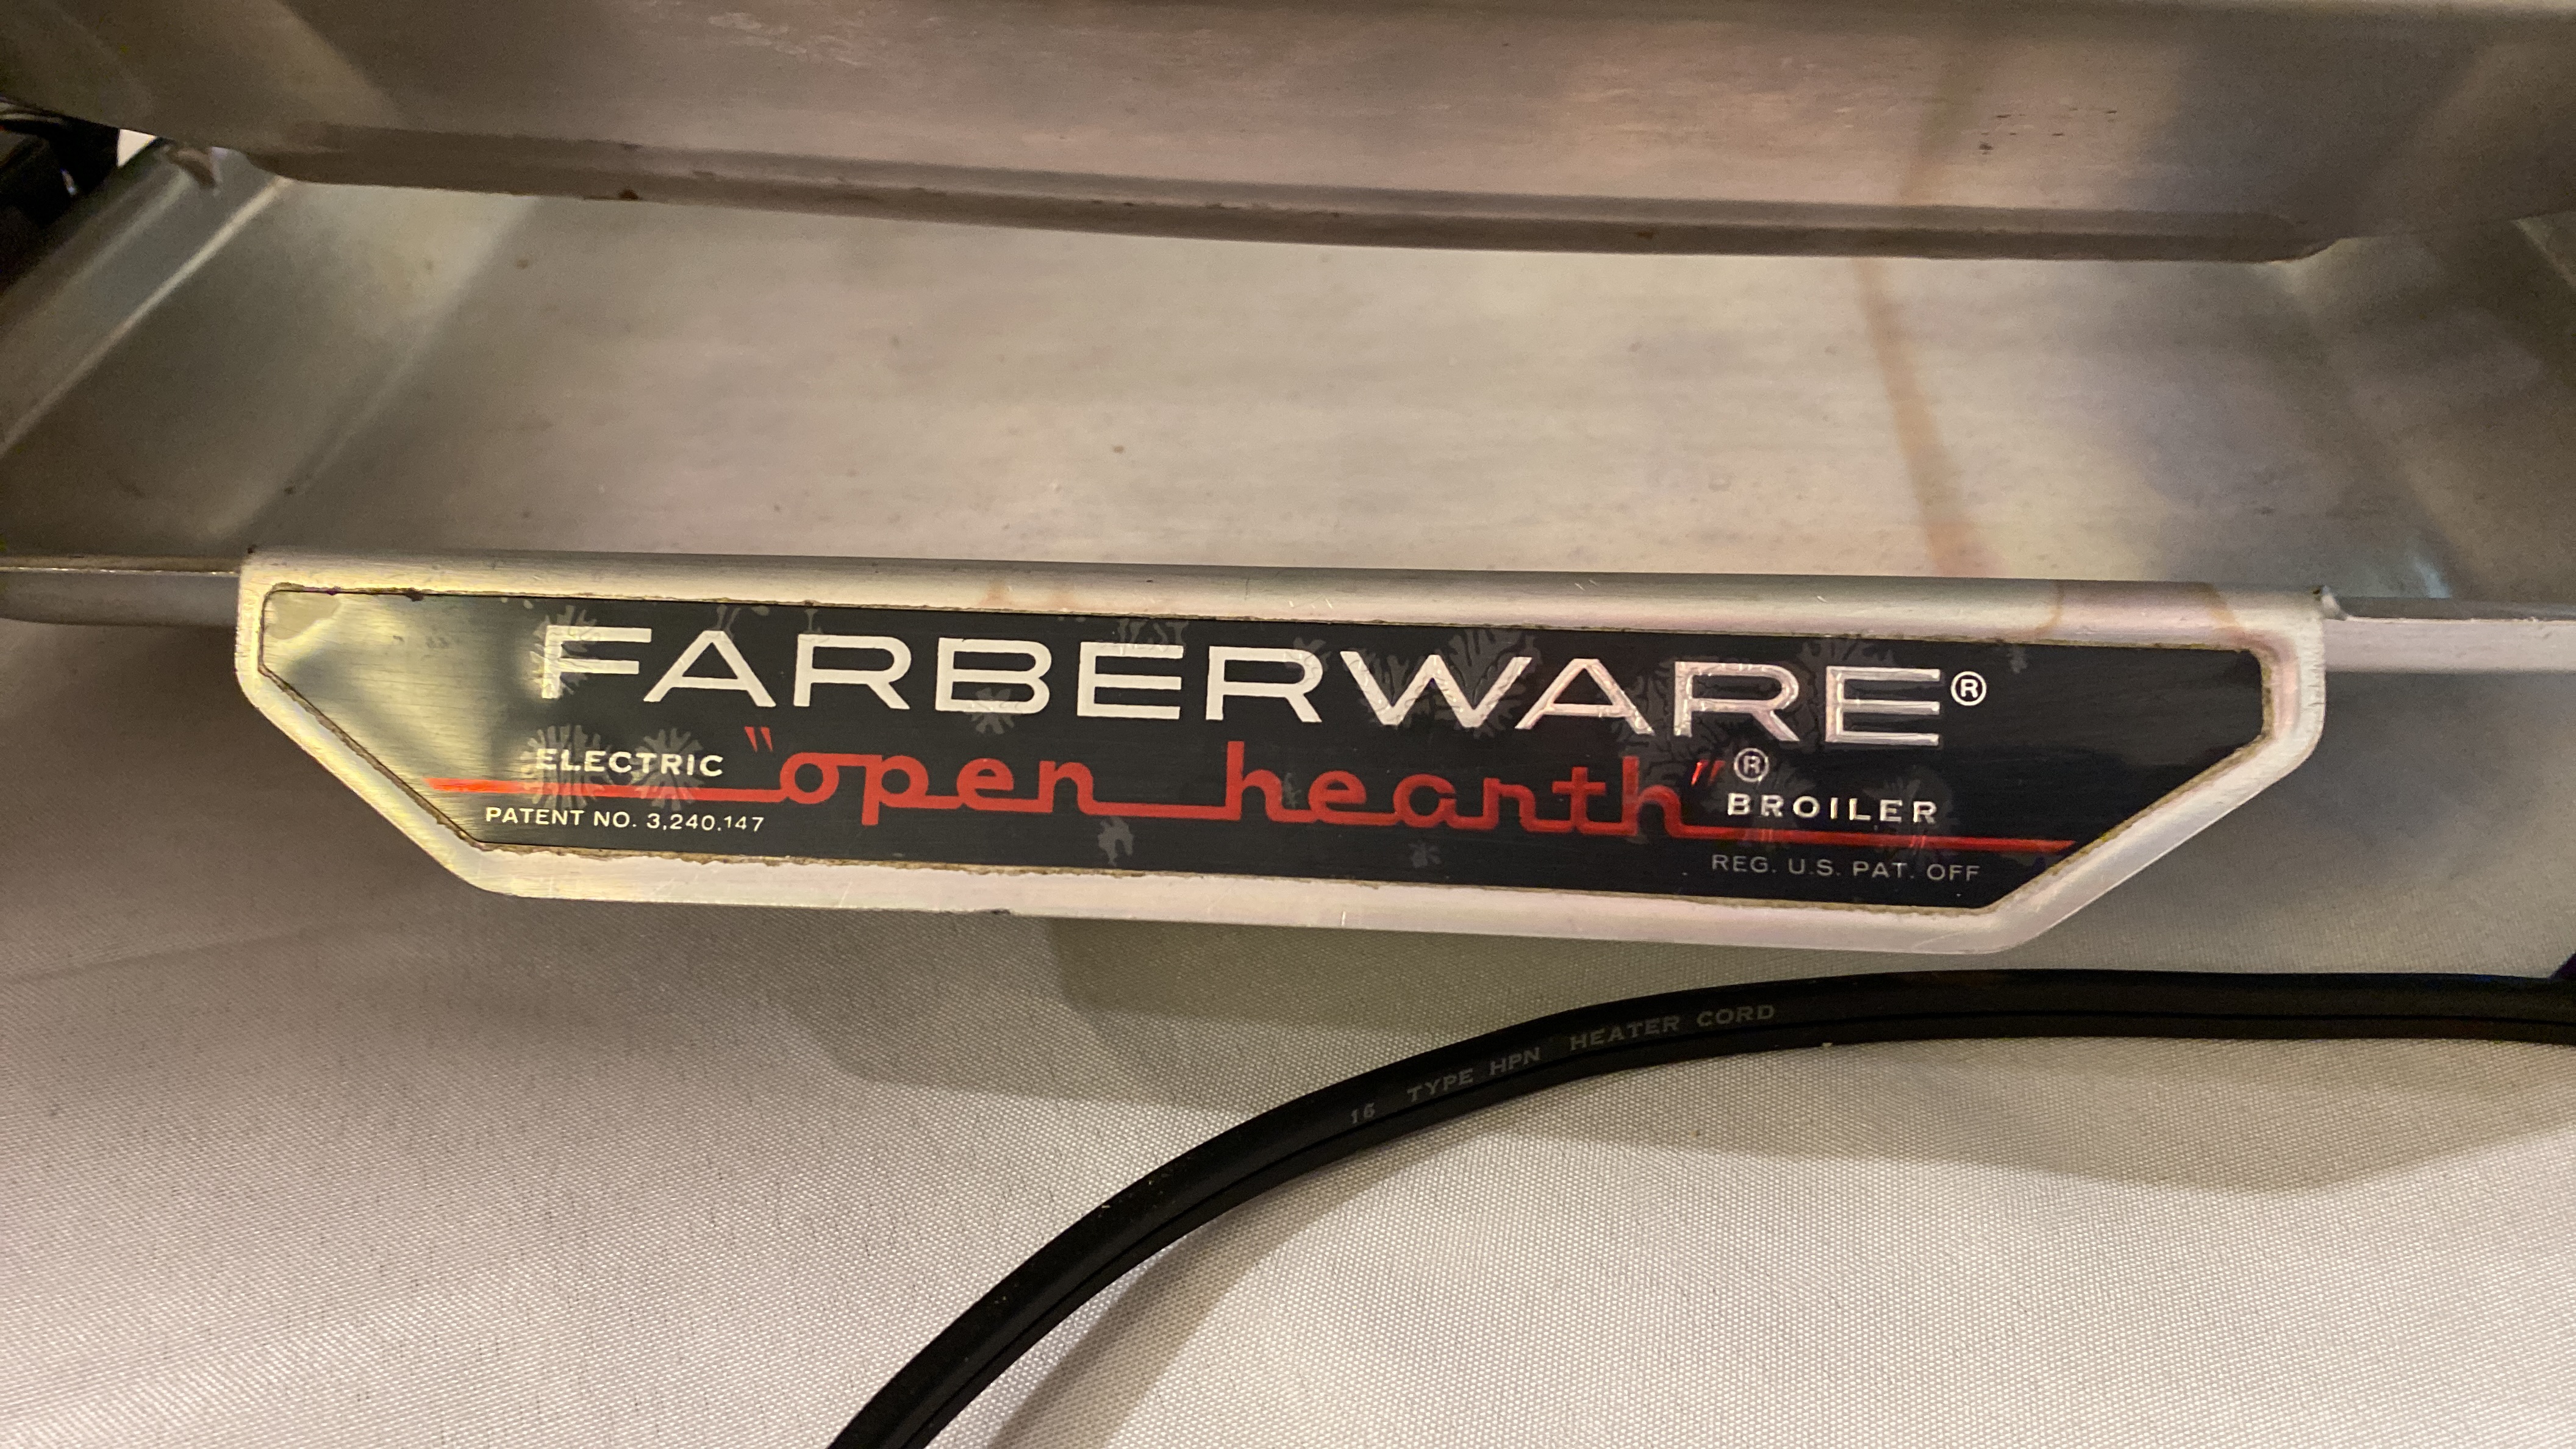 FARBERWARE®
ELECTRIC "open hearth"® BROILER
PATENT NO. 3,240,147
REG. U.S. PAT. OFF
16 TYPE HPN HEATER CORD